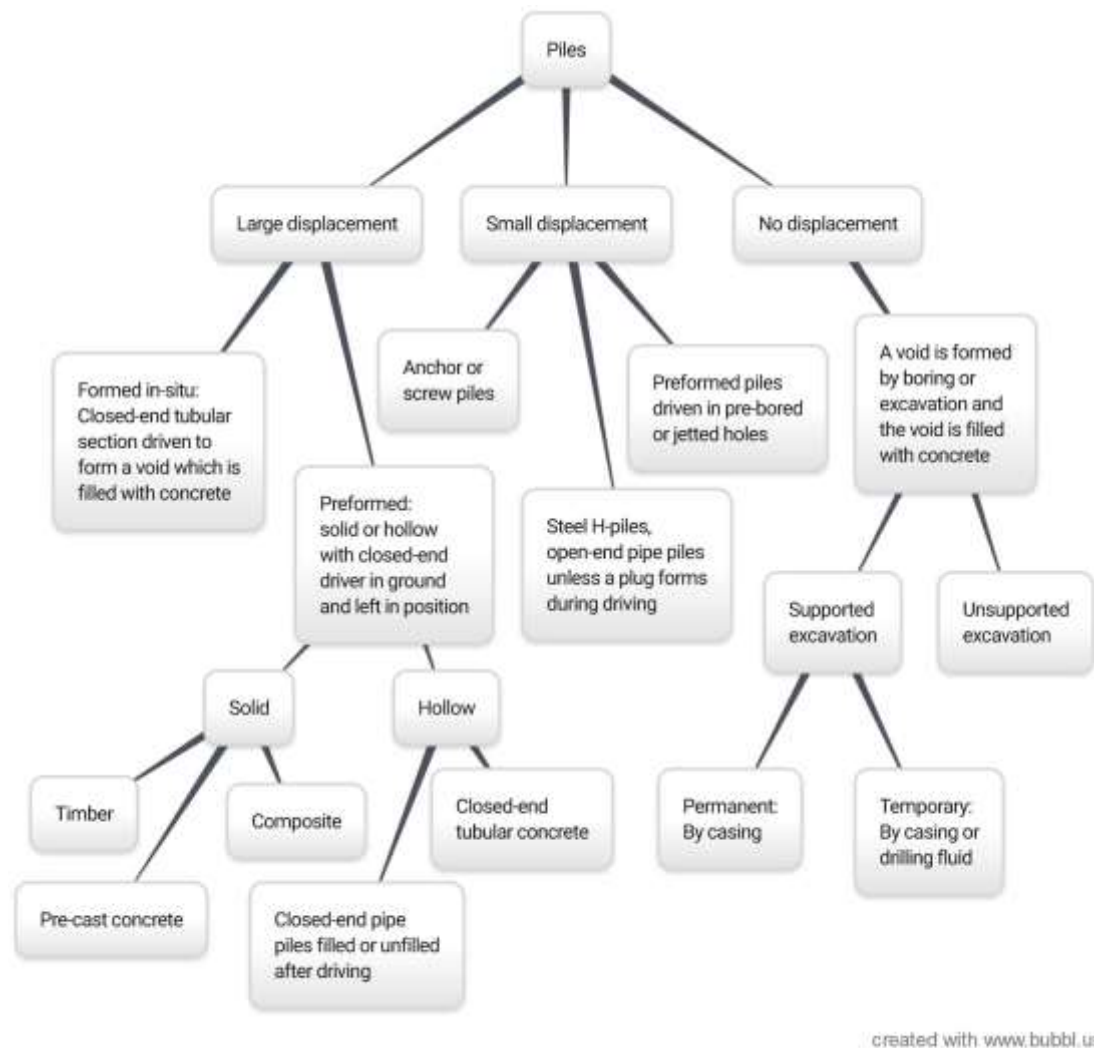 Piles
Large displacement
Small displacement
No displacement
Formed in-situ:
Closed-end tubular
section driven to
form a void which is
filled with concrete
Preformed:
solid or hollow
with closed-end
driver in ground
and left in position
Anchor or
screw piles
Steel H-piles,
open-end pipe piles
unless a plug forms
during driving
Preformed piles
driven in pre-bored
or jetted holes
A void is formed
by boring or
excavation and
the void is filled
with concrete
Supported
excavation
Unsupported
excavation
Solid
Hollow
Timber
Pre-cast concrete
Composite
Closed-end pipe
piles filled or unfilled
after driving
Closed-end
tubular concrete
Permanent:
By casing
Temporary:
By casing or
drilling fluid
created with www.bubbl.us